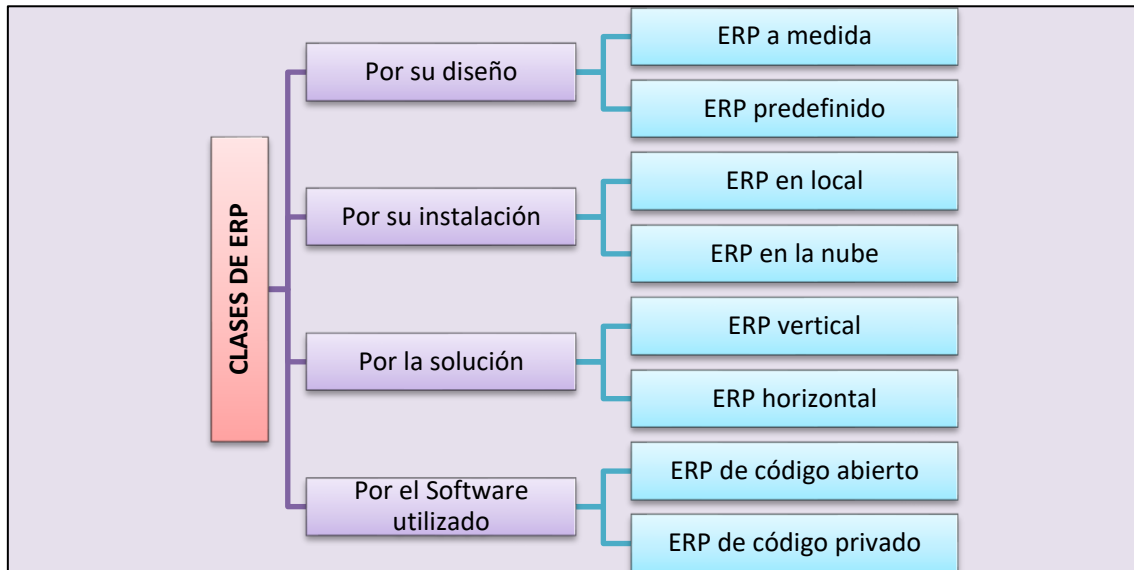 CLASES DE ERP
Por su diseño
ERP a medida
ERP predefinido
Por su instalación
ERP en local
ERP en la nube
Por la solución
ERP vertical
ERP horizontal
Por el Software
utilizado
ERP de código abierto
ERP de código privado